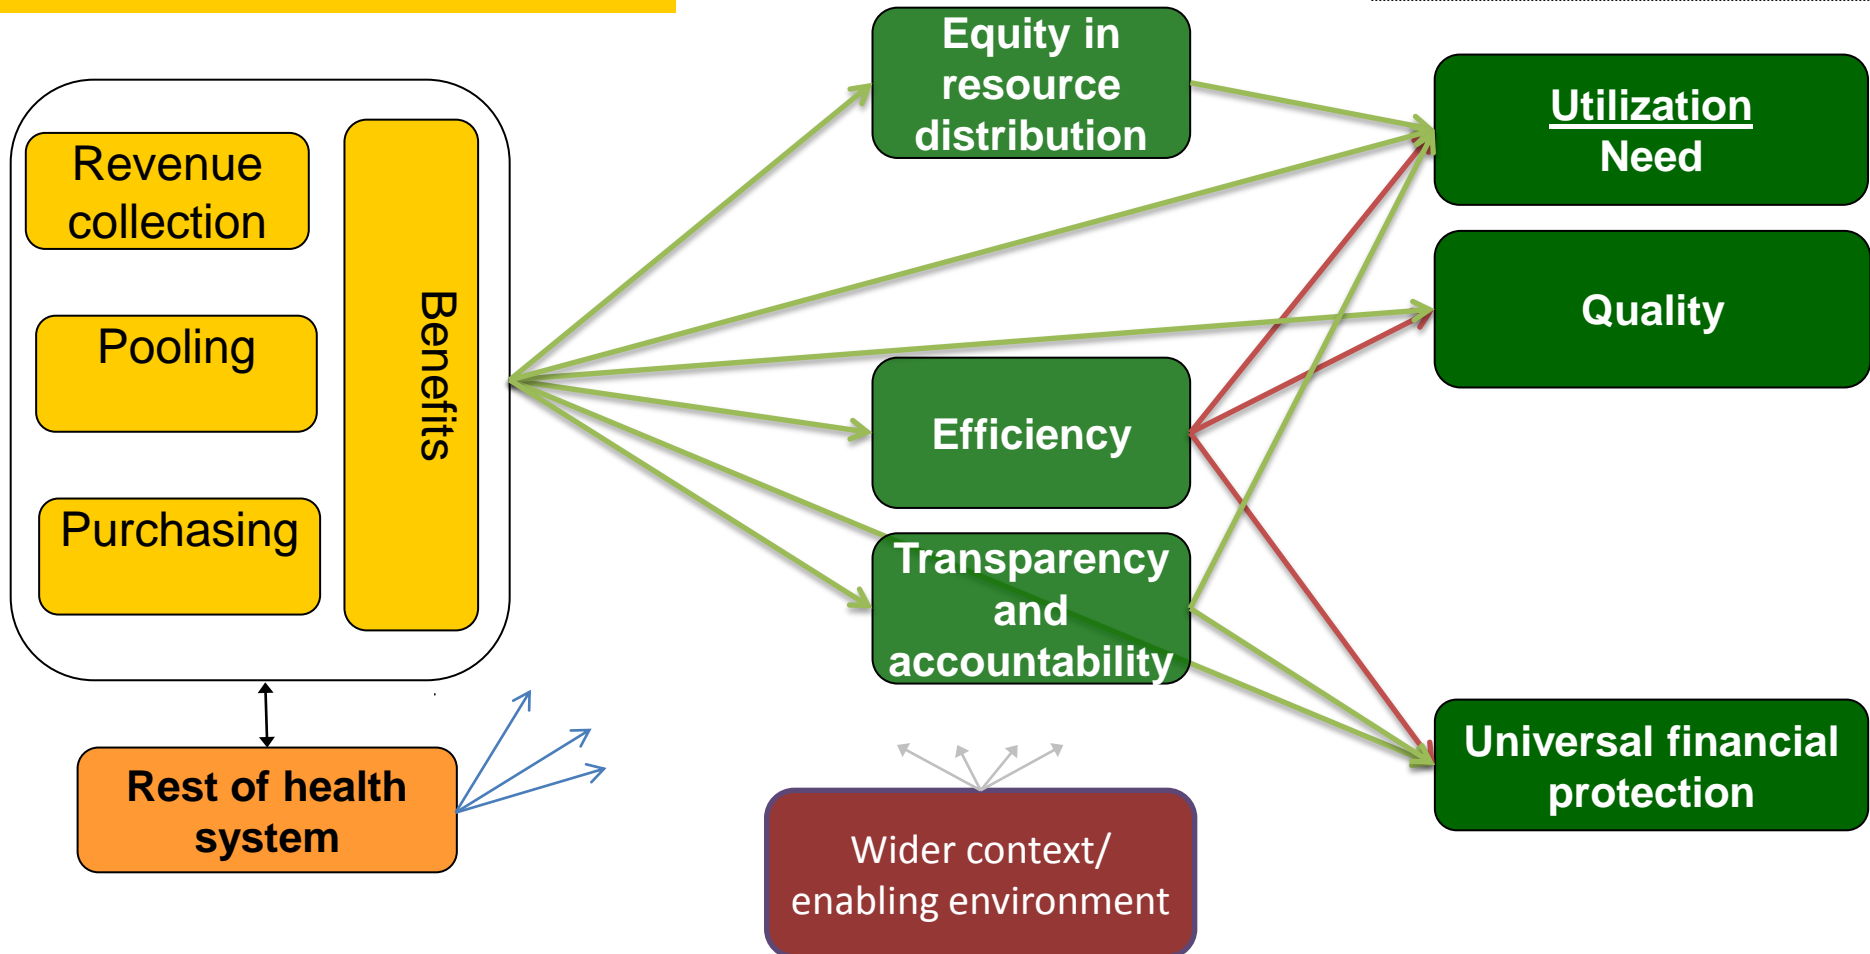 Revenue
collection
Pooling
Purchasing
Benefits
Rest of health
system
Equity in
resource
distribution
Efficiency
Transparency
and
accountability
Wider context/
enabling environment
Utilization
Need
Quality
Universal financial
protection